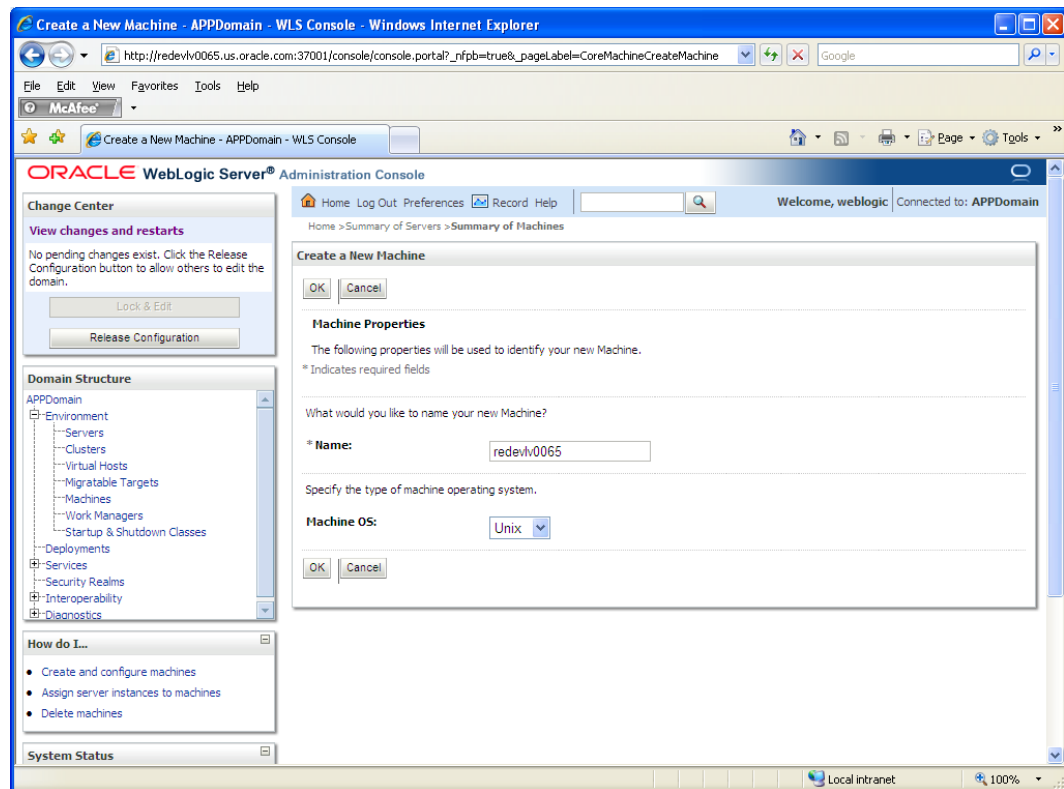 Create a New Machine - APPDomain - WLS Console - Windows Internet Explorer
http://redevlv0065.us.oracle.com:37001/console/console.portal?_nfpb=true&_pageLabel=CoreMachineCreateMachine
Google
File Edit View Favorites Tools Help
McAfee
Create a New Machine - APPDomain - WLS Console
Page Tools
ORACLE WebLogic Server® Administration Console
Change Center
View changes and restarts
No pending changes exist. Click the Release
Configuration button to allow others to edit the
domain.
Lock & Edit
Release Configuration
Domain Structure
APPDomain
Environment
Servers
Clusters
Virtual Hosts
Migratable Targets
Machines
Work Managers
Startup & Shutdown Classes
Deployments
Services
Security Realms
Interoperability
Diagnostics
How do I...
Create and configure machines
Assign server instances to machines
Delete machines
System Status
Home Log Out Preferences Record Help
Welcome, weblogic Connected to: APPDomain
Home >Summary of Servers >Summary of Machines
Create a New Machine
OK Cancel
Machine Properties
The following properties will be used to identify your new Machine.
* Indicates required fields
What would you like to name your new Machine?
* Name: redevlv0065
Specify the type of machine operating system.
Machine OS: Unix
OK Cancel
Local intranet 100%